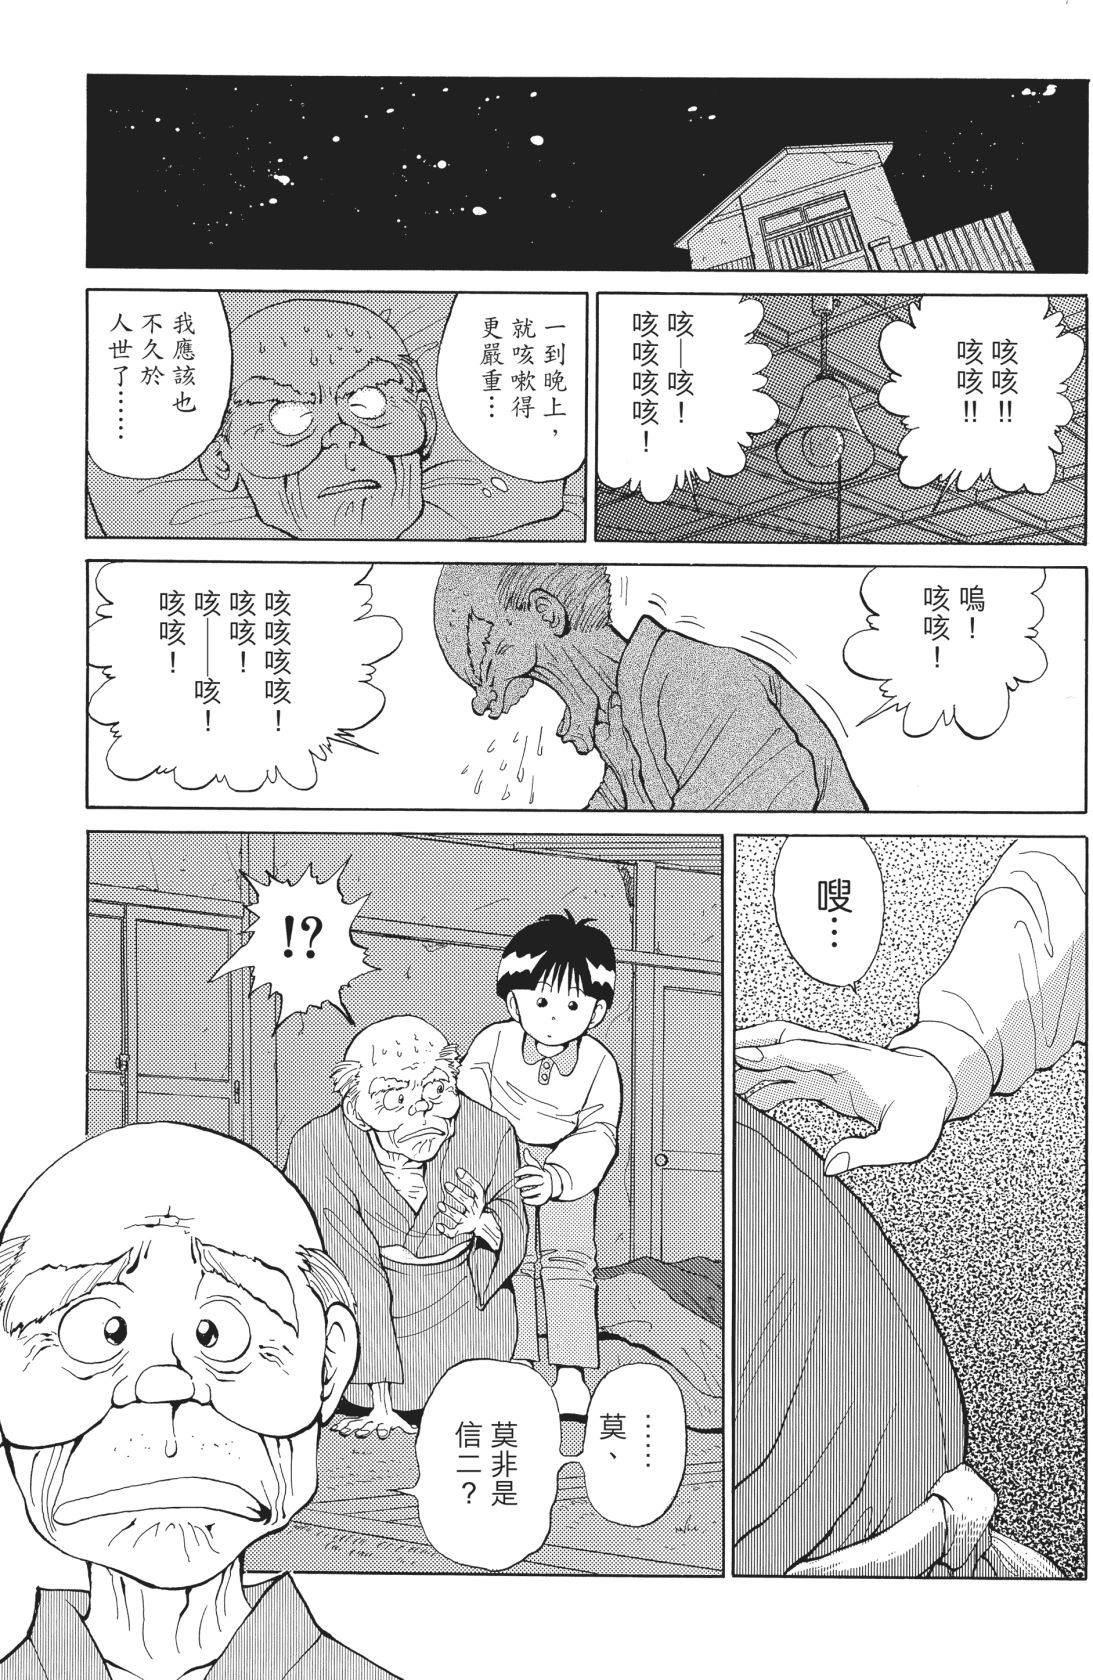 咳咳!!
咳咳!!
咳—咳！
咳咳咳咳！
一到晚上，
就咳嗽得
更嚴重…
我應該也
不久於
人世了……
嗚！
咳咳！
咳咳咳咳！
咳咳！
咳——咳！
咳咳！
嗖…
!?
……
莫、
莫非是
信二？